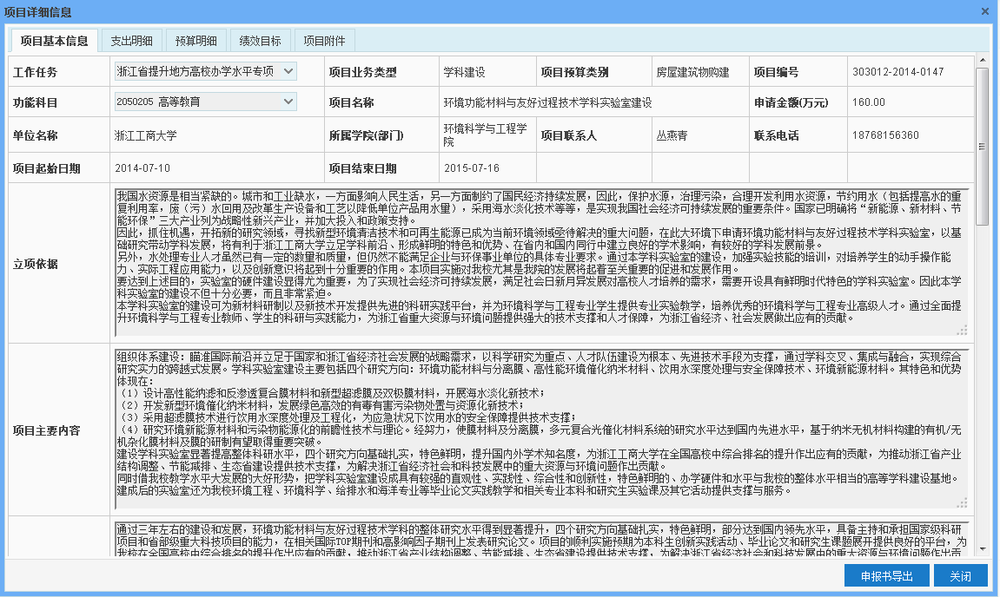 项目详细信息
项目基本信息 支出明细 预算明细 绩效目标 项目附件
工作任务 浙江省提升地方高校办学水平专项 项目业务类型 学科建设 项目预算类别 房屋建筑物购建 项目编号 303012-2014-0147
功能科目 2050205 高等教育 项目名称 环境功能材料与友好过程技术学科实验室建设 申请金额(万元) 160.00
单位名称 浙江工商大学 所属学院(部门) 环境科学与工程学院 项目联系人 丛燕青 联系电话 18768156360
项目起始日期 2014-07-10 项目结束日期 2015-07-16
立项依据
我国水资源是相当紧缺的。城市和工业缺水，一方面影响人民生活，另一方面制约了国民经济持续发展，因此，保护水源，治理污染，合理开发利用水资源，节约用水（包括提高水的重
复利用率，废（污）水回用及改革生产设备和工艺以降低单位产品用水量），采用海水淡化技术等等，是实现我国社会经济可持续发展的重要条件。国家已明确将“新能源、新材料、节
能环保”三大产业列为战略性新兴产业，并加大投入和政策支持。
因此，抓住机遇，开拓新的研究领域，寻找新型环境清洁技术和可再生能源已成为当前环境领域亟待解决的重大问题，在此大环境下申请环境功能材料与友好过程技术学科实验室，以基
础研究带动学科发展，将有利于浙江工商大学立足学科前沿、形成鲜明的特色和优势、在省内和国内同行中建立良好的学术影响，有较好的学科发展前景。
另外，水处理专业人才虽然已有一定的数量和质量，但仍然不能满足企业与环保事业单位的具体专业要求。通过本学科实验室的建设，加强实验技能的培训，对培养学生的动手操作能
力、实际工程应用能力，以及创新意识将起到十分重要的作用。本项目实施对我校尤其是我院的发展将起着至关重要的促进和发展作用。
要达到上述目的，实验室的硬件建设显得尤为重要，为了实现社会经济可持续发展，满足社会日新月异发展对高校人才培养的需求，需要开设具有鲜明时代特色的学科实验室。因此本学
科实验室的建设不但十分必要，而且非常紧迫。
本学科实验室的建设可为新材料研制以及新技术开发提供先进的科研实践平台，并为环境科学与工程专业学生提供专业实验教学，培养优秀的环境科学与工程专业高级人才。通过全面提
升环境科学与工程专业教师、学生的科研与实践能力，为浙江省重大资源与环境问题提供强大的技术支撑和人才保障，为浙江省经济、社会发展做出应有的贡献。
项目主要内容
组织体系建设：瞄准国际前沿并立足于国家和浙江省经济社会发展的战略需求，以科学研究为重点、人才队伍建设为根本、先进技术手段为支撑，通过学科交叉、集成与融合，实现综合
研究实力的跨越式发展。学科实验室建设主要包括四个研究方向：环境功能材料与分离膜、高性能环境催化纳米材料、饮用水深度处理与安全保障技术、环境新能源材料。其特色和优势
体现在：
（1）设计高性能纳滤和反渗透复合膜材料和新型超滤膜及双极膜材料，开展海水淡化新技术；
（2）开发新型环境催化纳米材料，发展绿色高效的有毒有害污染物处置与资源化新技术；
（3）采用超滤膜技术进行饮用水深度处理及工程化，为应急状况下饮用水的安全保障提供技术支撑；
（4）研究环境新能源材料和污染物能源化的前瞻性技术与理论。经努力，使膜材料及分离膜，多元复合光催化材料系统的研究水平达到国内先进水平，基于纳米无机材料构建的有机/无
机杂化膜材料及膜的研制有望取得重要突破。
建设学科实验室显著提高整体科研水平，四个研究方向基础扎实，特色鲜明，提升国内外学术知名度，为浙江工商大学在全国高校中综合排名的提升作出应有的贡献，为推动浙江省产业
结构调整、节能减排、生态省建设提供技术支撑，为解决浙江省经济社会和科技发展中的重大资源与环境问题作出贡献。
同时借我校教学水平大发展的大好形势，把学科实验室建设成具有较强的直观性、实践性、综合性和创新性，特色鲜明的、办学硬件和水平与我校的整体水平相当的高等学科建设基地。
建成后的实验室还为我校环境工程、环境科学、给排水和海洋专业等毕业论文实践教学和相关专业本科和研究生实验课及其它活动提供支撑与服务。
通过三年左右的建设和发展，环境功能材料与友好过程技术学科的整体研究水平得到显著提升，四个研究方向基础扎实，特色鲜明，部分达到国内领先水平，具备主持和承担国家级科研
项目和省部级重大科技项目的能力，在相关国际TOP期刊和高影响因子期刊上发表研究论文。项目的顺利实施预期为本科生创新实践活动、毕业论文和研究生课题展开提供良好的平台，为
我校在全国高校中综合排名的提升作出应有的贡献，推动浙江省产业结构调整、节能减排、生态省建设提供技术支撑，为解决浙江省经济社会和科技发展中的重大资源与环境问题作出贡
申报书导出 关闭